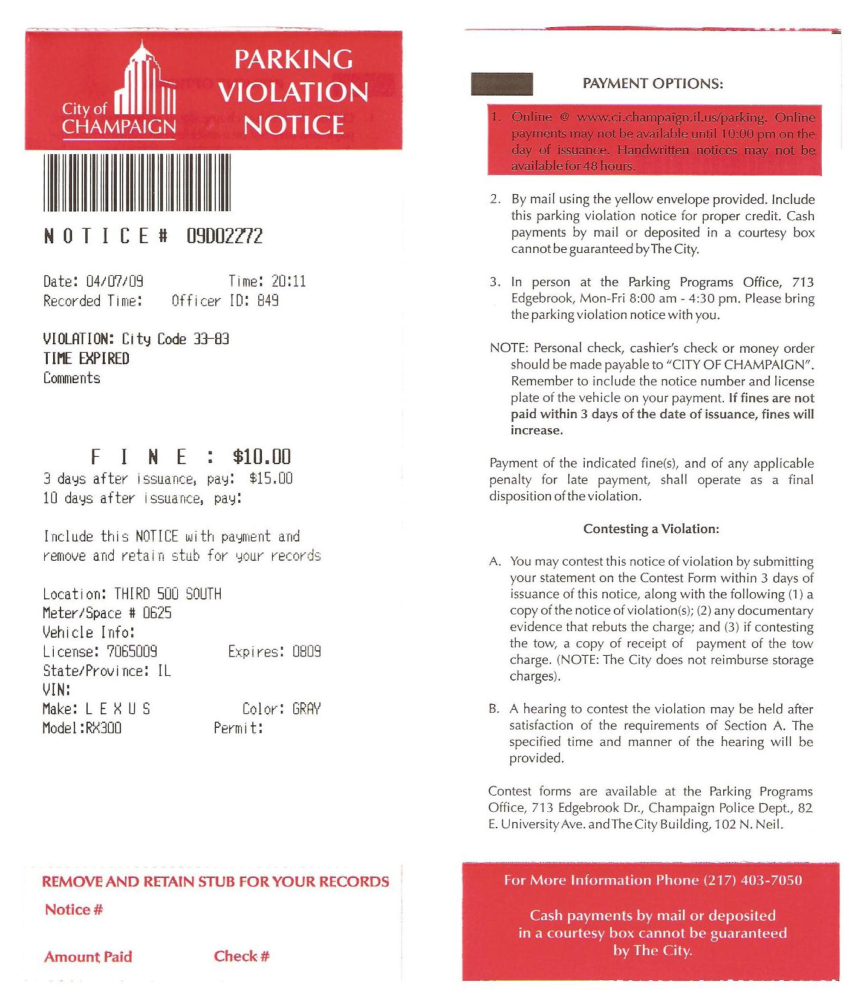 City of
CHAMPAIGN
PARKING
VIOLATION
NOTICE
NOTICE# 09D02272
Date: 04/07/09 Time: 20:11
Recorded Time: Officer ID: 849
VIOLATION: City Code 33-83
TIME EXPIRED
Comments
FINE: $10.00
3 days after issuance, pay: $15.00
10 days after issuance, pay:
Include this NOTICE with payment and
remove and retain stub for your records
Location: THIRD 500 SOUTH
Meter/Space # 0625
Vehicle Info:
License: 7065009 Expires: 0809
State/Province: IL
VIN:
Make: LEXUS Color: GRAY
Model:RX300 Permit:
REMOVE AND RETAIN STUB FOR YOUR RECORDS
Notice #
Amount Paid Check #
PAYMENT OPTIONS:
1. Online @ www.ci.champaign.il.us/parking. Online
payments may not be available until 10:00 pm on the
day of issuance. Handwritten notices may not be
available for 48 hours.
2. By mail using the yellow envelope provided. Include
this parking violation notice for proper credit. Cash
payments by mail or deposited in a courtesy box
cannot be guaranteed by The City.
3. In person at the Parking Programs Office, 713
Edgebrook, Mon-Fri 8:00 am - 4:30 pm. Please bring
the parking violation notice with you.
NOTE: Personal check, cashier's check or money order
should be made payable to "CITY OF CHAMPAIGN".
Remember to include the notice number and license
plate of the vehicle on your payment. If fines are not
paid within 3 days of the date of issuance, fines will
increase.
Payment of the indicated fine(s), and of any applicable
penalty for late payment, shall operate as a final
disposition of the violation.
Contesting a Violation:
A. You may contest this notice of violation by submitting
your statement on the Contest Form within 3 days of
issuance of this notice, along with the following (1) a
copy of the notice of violation(s); (2) any documentary
evidence that rebuts the charge; and (3) if contesting
the tow, a copy of receipt of payment of the tow
charge. (NOTE: The City does not reimburse storage
charges).
B. A hearing to contest the violation may be held after
satisfaction of the requirements of Section A. The
specified time and manner of the hearing will be
provided.
Contest forms are available at the Parking Programs
Office, 713 Edgebrook Dr., Champaign Police Dept., 82
E. University Ave. and The City Building, 102 N. Neil.
For More Information Phone (217) 403-7050
Cash payments by mail or deposited
in a courtesy box cannot be guaranteed
by The City.